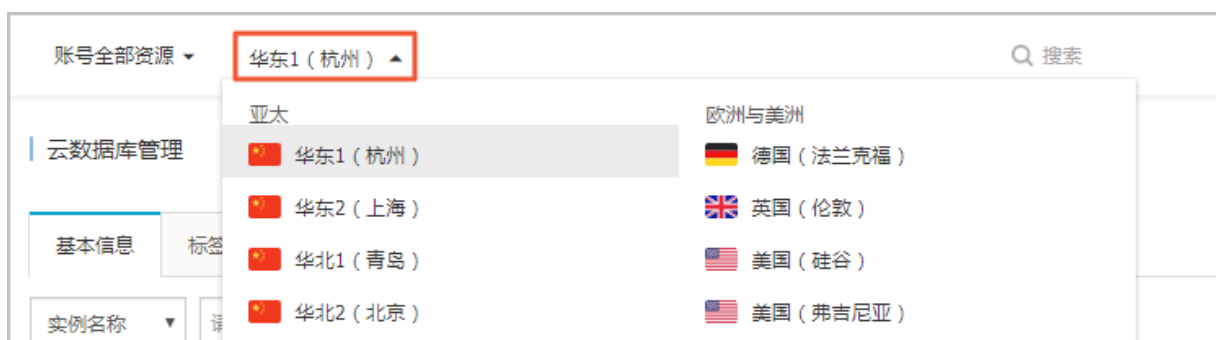 账号全部资源 华东1（杭州） 搜索
亚太 欧洲与美洲
云数据库管理
华东1（杭州） 德国（法兰克福）
华东2（上海） 英国（伦敦）
基本信息 标签
华北1（青岛） 美国（硅谷）
华北2（北京） 美国（弗吉尼亚）
实例名称